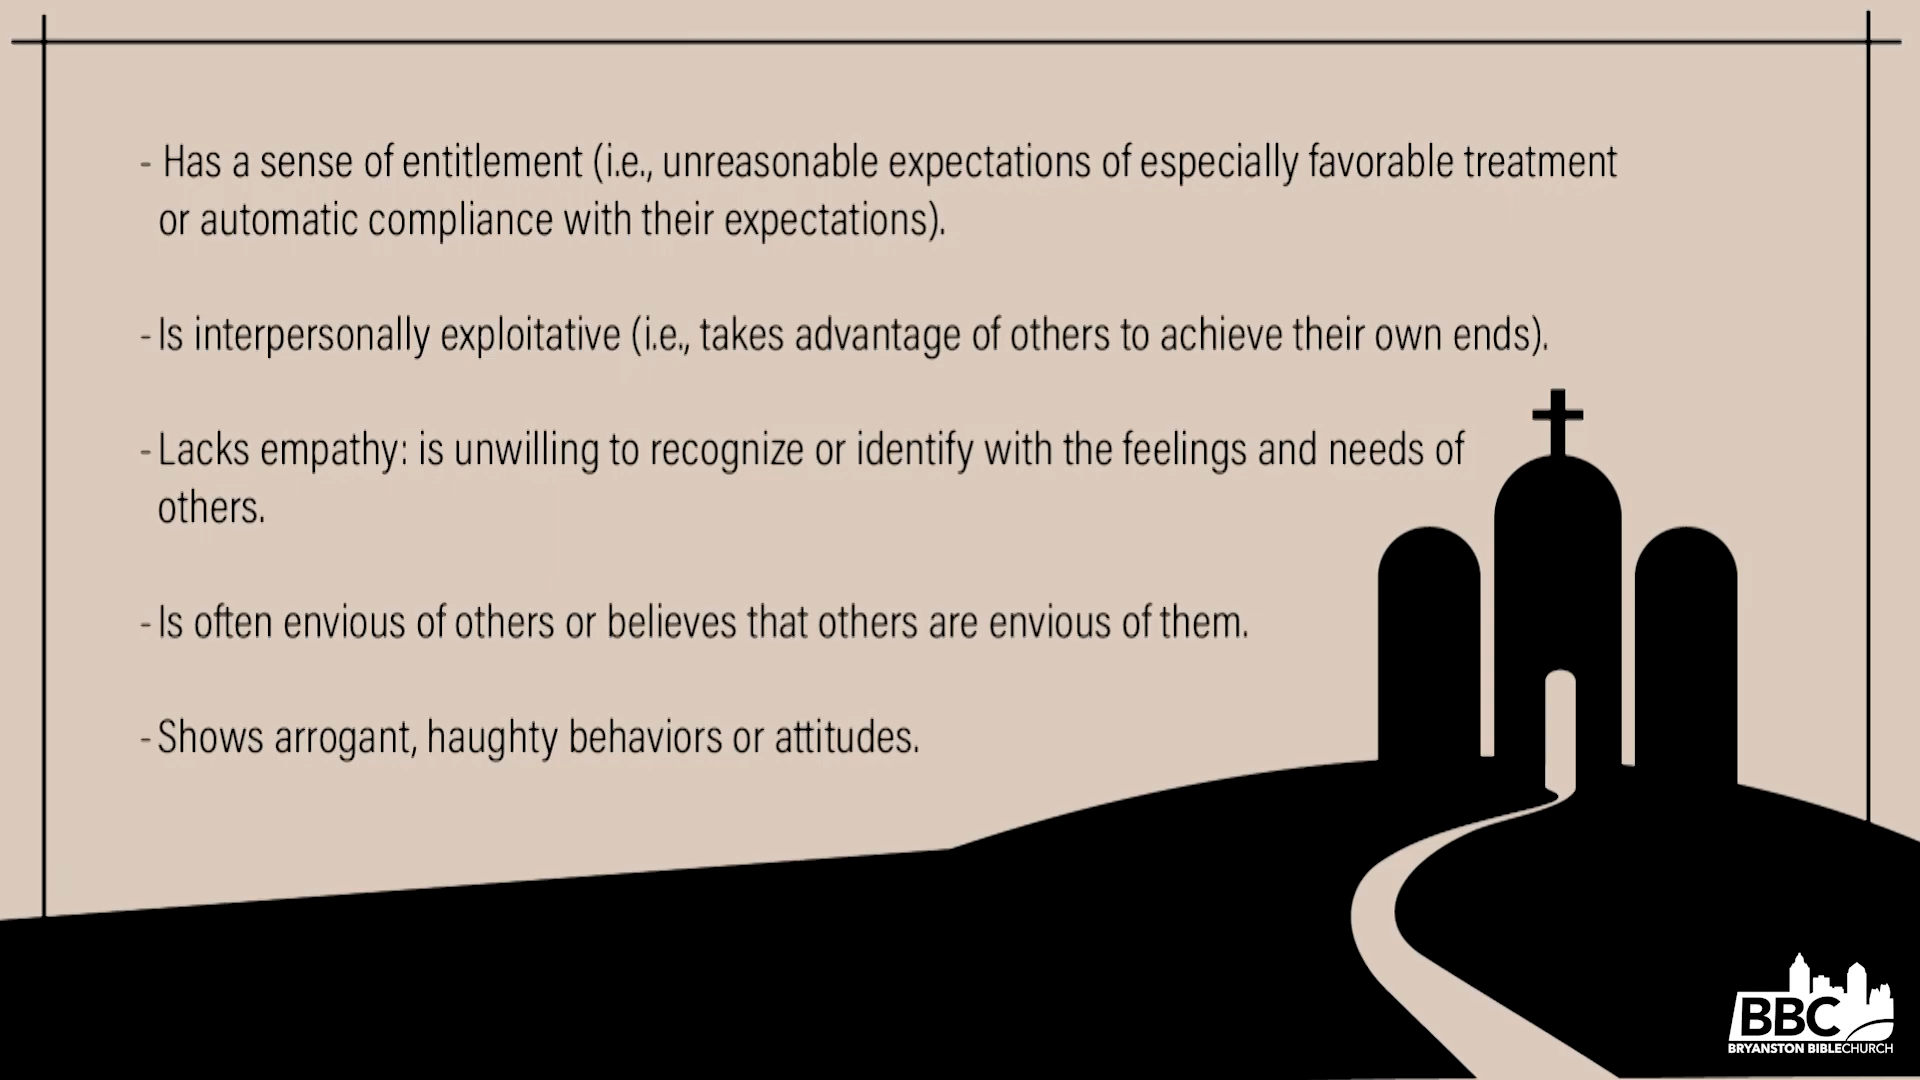 - Has a sense of entitlement (i.e., unreasonable expectations of especially favorable treatment
or automatic compliance with their expectations).
- Is interpersonally exploitative (i.e., takes advantage of others to achieve their own ends).
- Lacks empathy: is unwilling to recognize or identify with the feelings and needs of
others.
- Is often envious of others or believes that others are envious of them.
- Shows arrogant, haughty behaviors or attitudes.
BBC
BRYANSTON BIBLECHURCH